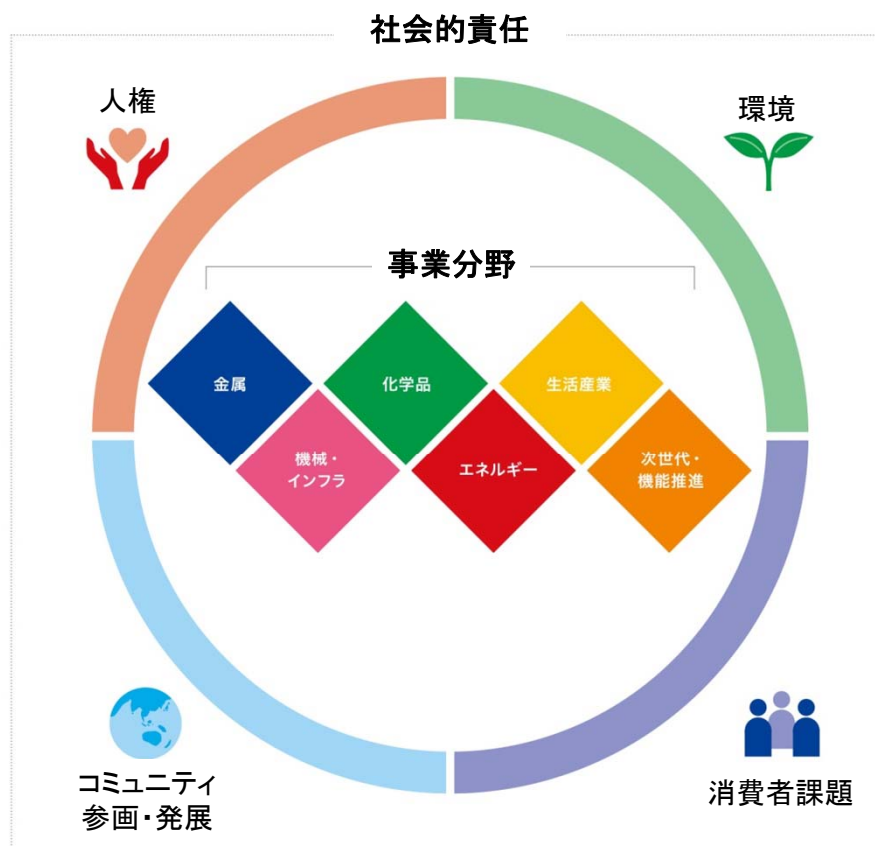 社会的責任
人権
環境
事業分野
金属
化学品
生活産業
機械・
インフラ
エネルギー
次世代・
機能推進
コミュニティ
参画・発展
消費者課題